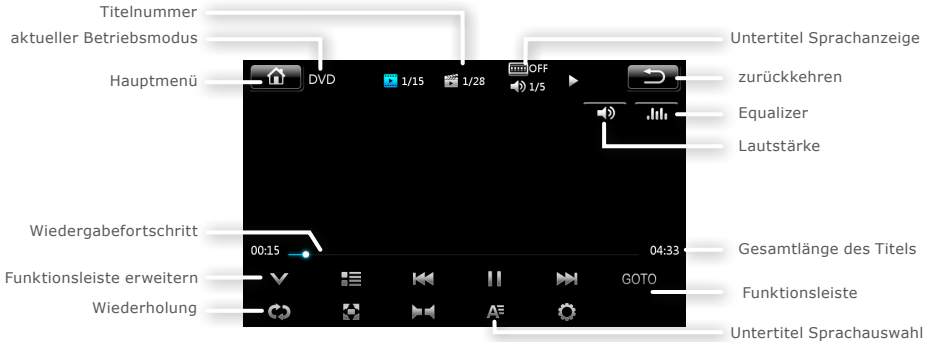 Titelnummer
aktueller Betriebsmodus
Untertitel Sprachanzeige
Hauptmenü
DVD
1/15
1/28
OFF
1/5
zurückkehren
Equalizer
Lautstärke
Wiedergabefortschritt
00:15
04:33
Gesamtlänge des Titels
Funktionsleiste erweitern
GOTO
Funktionsleiste
Wiederholung
A
Untertitel Sprachauswahl